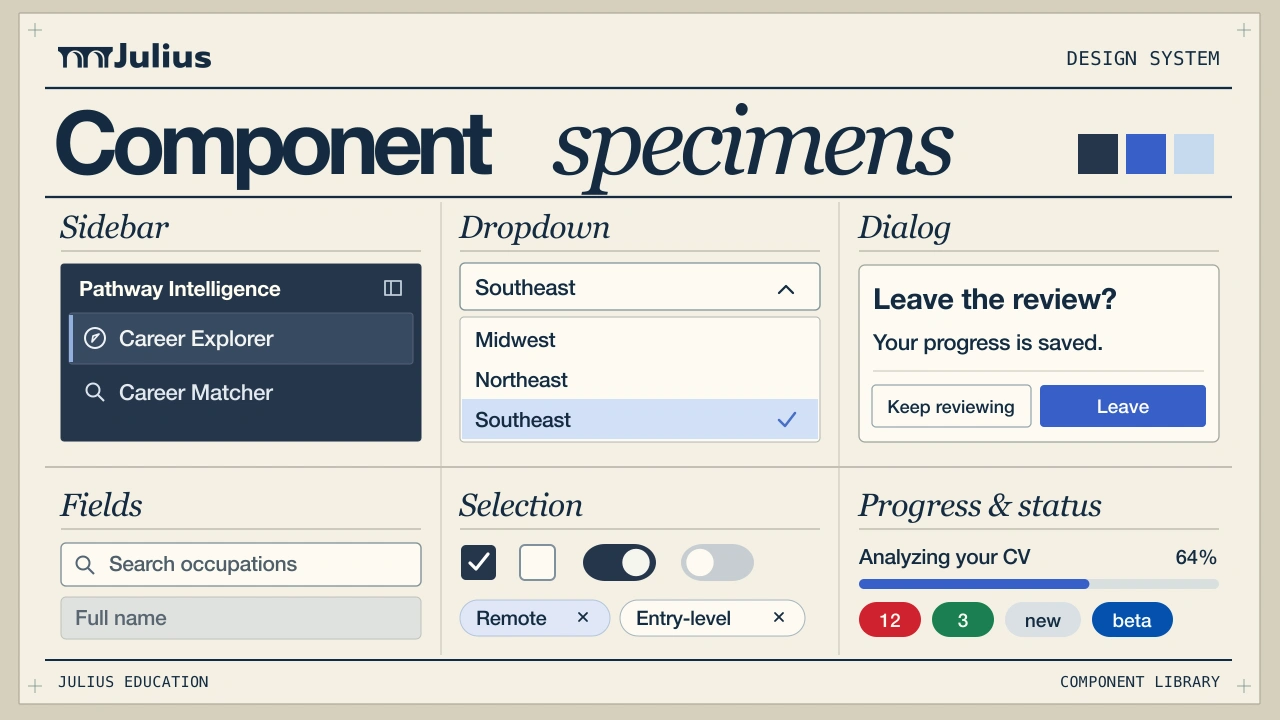 Julius
DESIGN SYSTEM
Component specimens
Sidebar
Pathway Intelligence
Career Explorer
Career Matcher
Dropdown
Southeast
Midwest
Northeast
Southeast
Dialog
Leave the review?
Your progress is saved.
Keep reviewing
Leave
Fields
Search occupations
Full name
Selection
Remote ×
Entry-level ×
Progress & status
Analyzing your CV 64%
12 3 new beta
JULIUS EDUCATION
COMPONENT LIBRARY